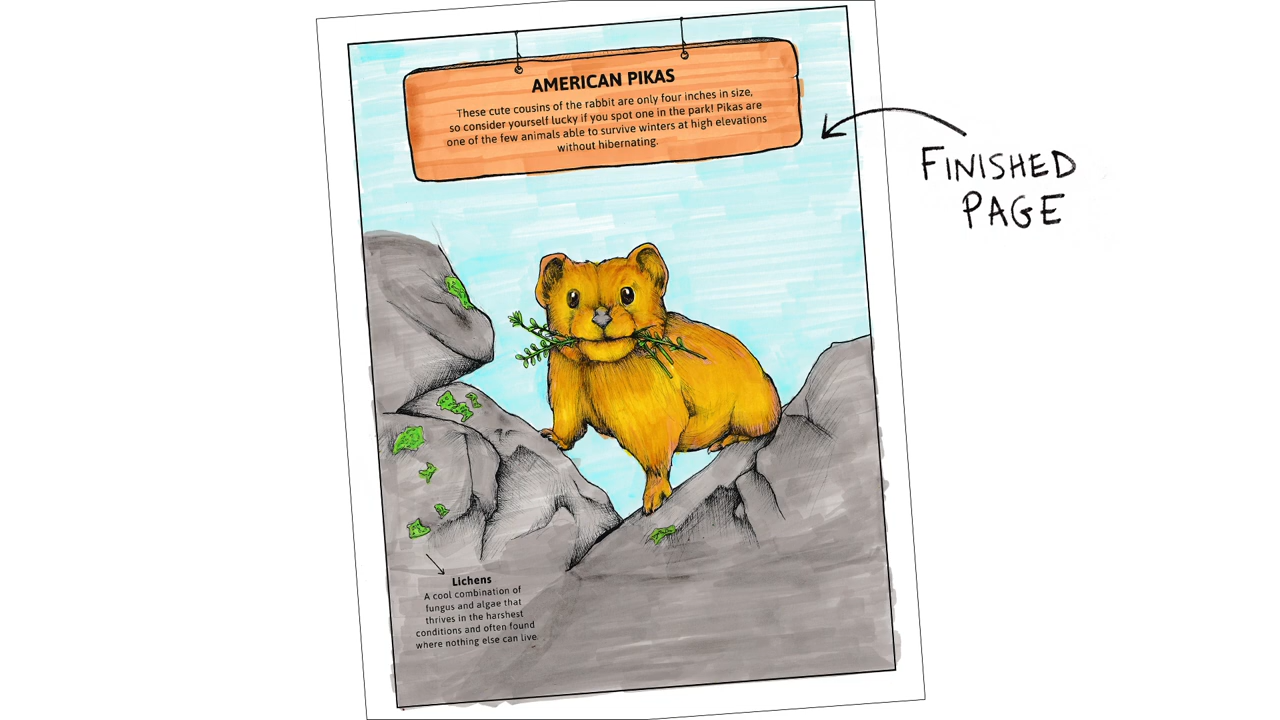 AMERICAN PIKAS
These cute cousins of the rabbit are only four inches in size,
so consider yourself lucky if you spot one in the park! Pikas are
one of the few animals able to survive winters at high elevations
without hibernating.
FINISHED
PAGE
Lichens
A cool combination of
fungus and algae that
thrives in the harshest
conditions and often found
where nothing else can live